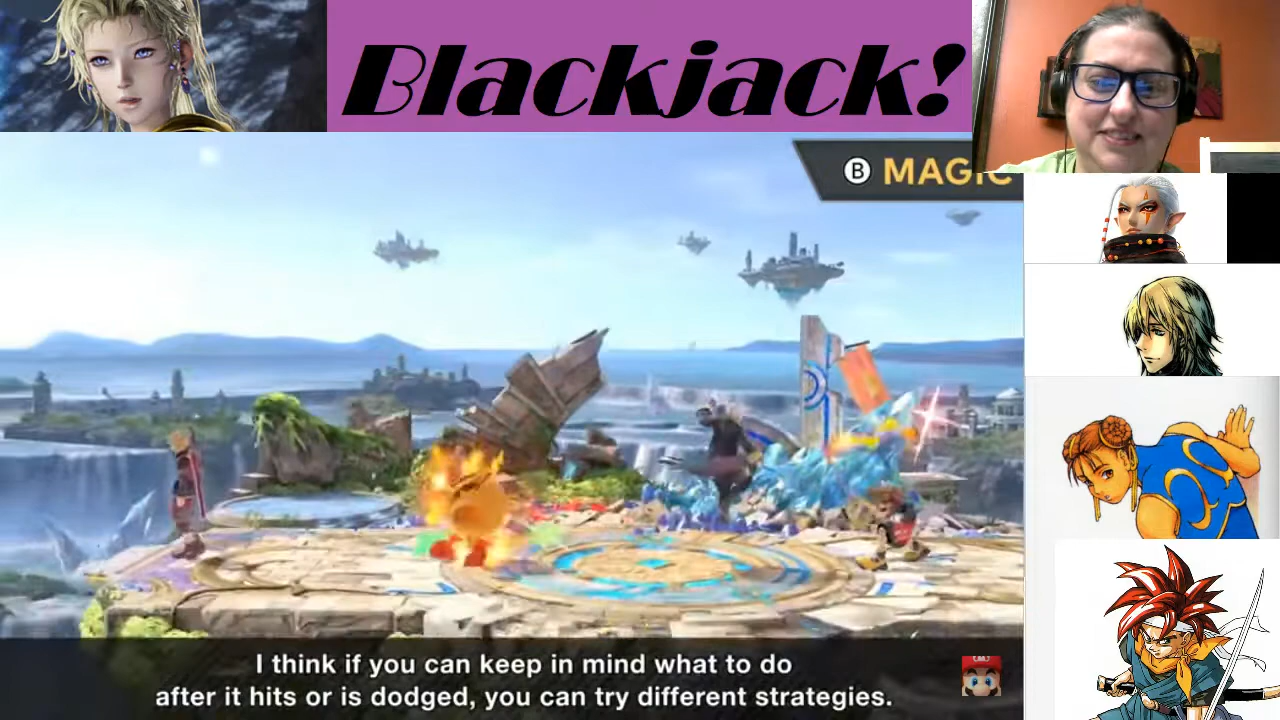 Blackjack!
B MAGIC
I think if you can keep in mind what to do
after it hits or is dodged, you can try different strategies.